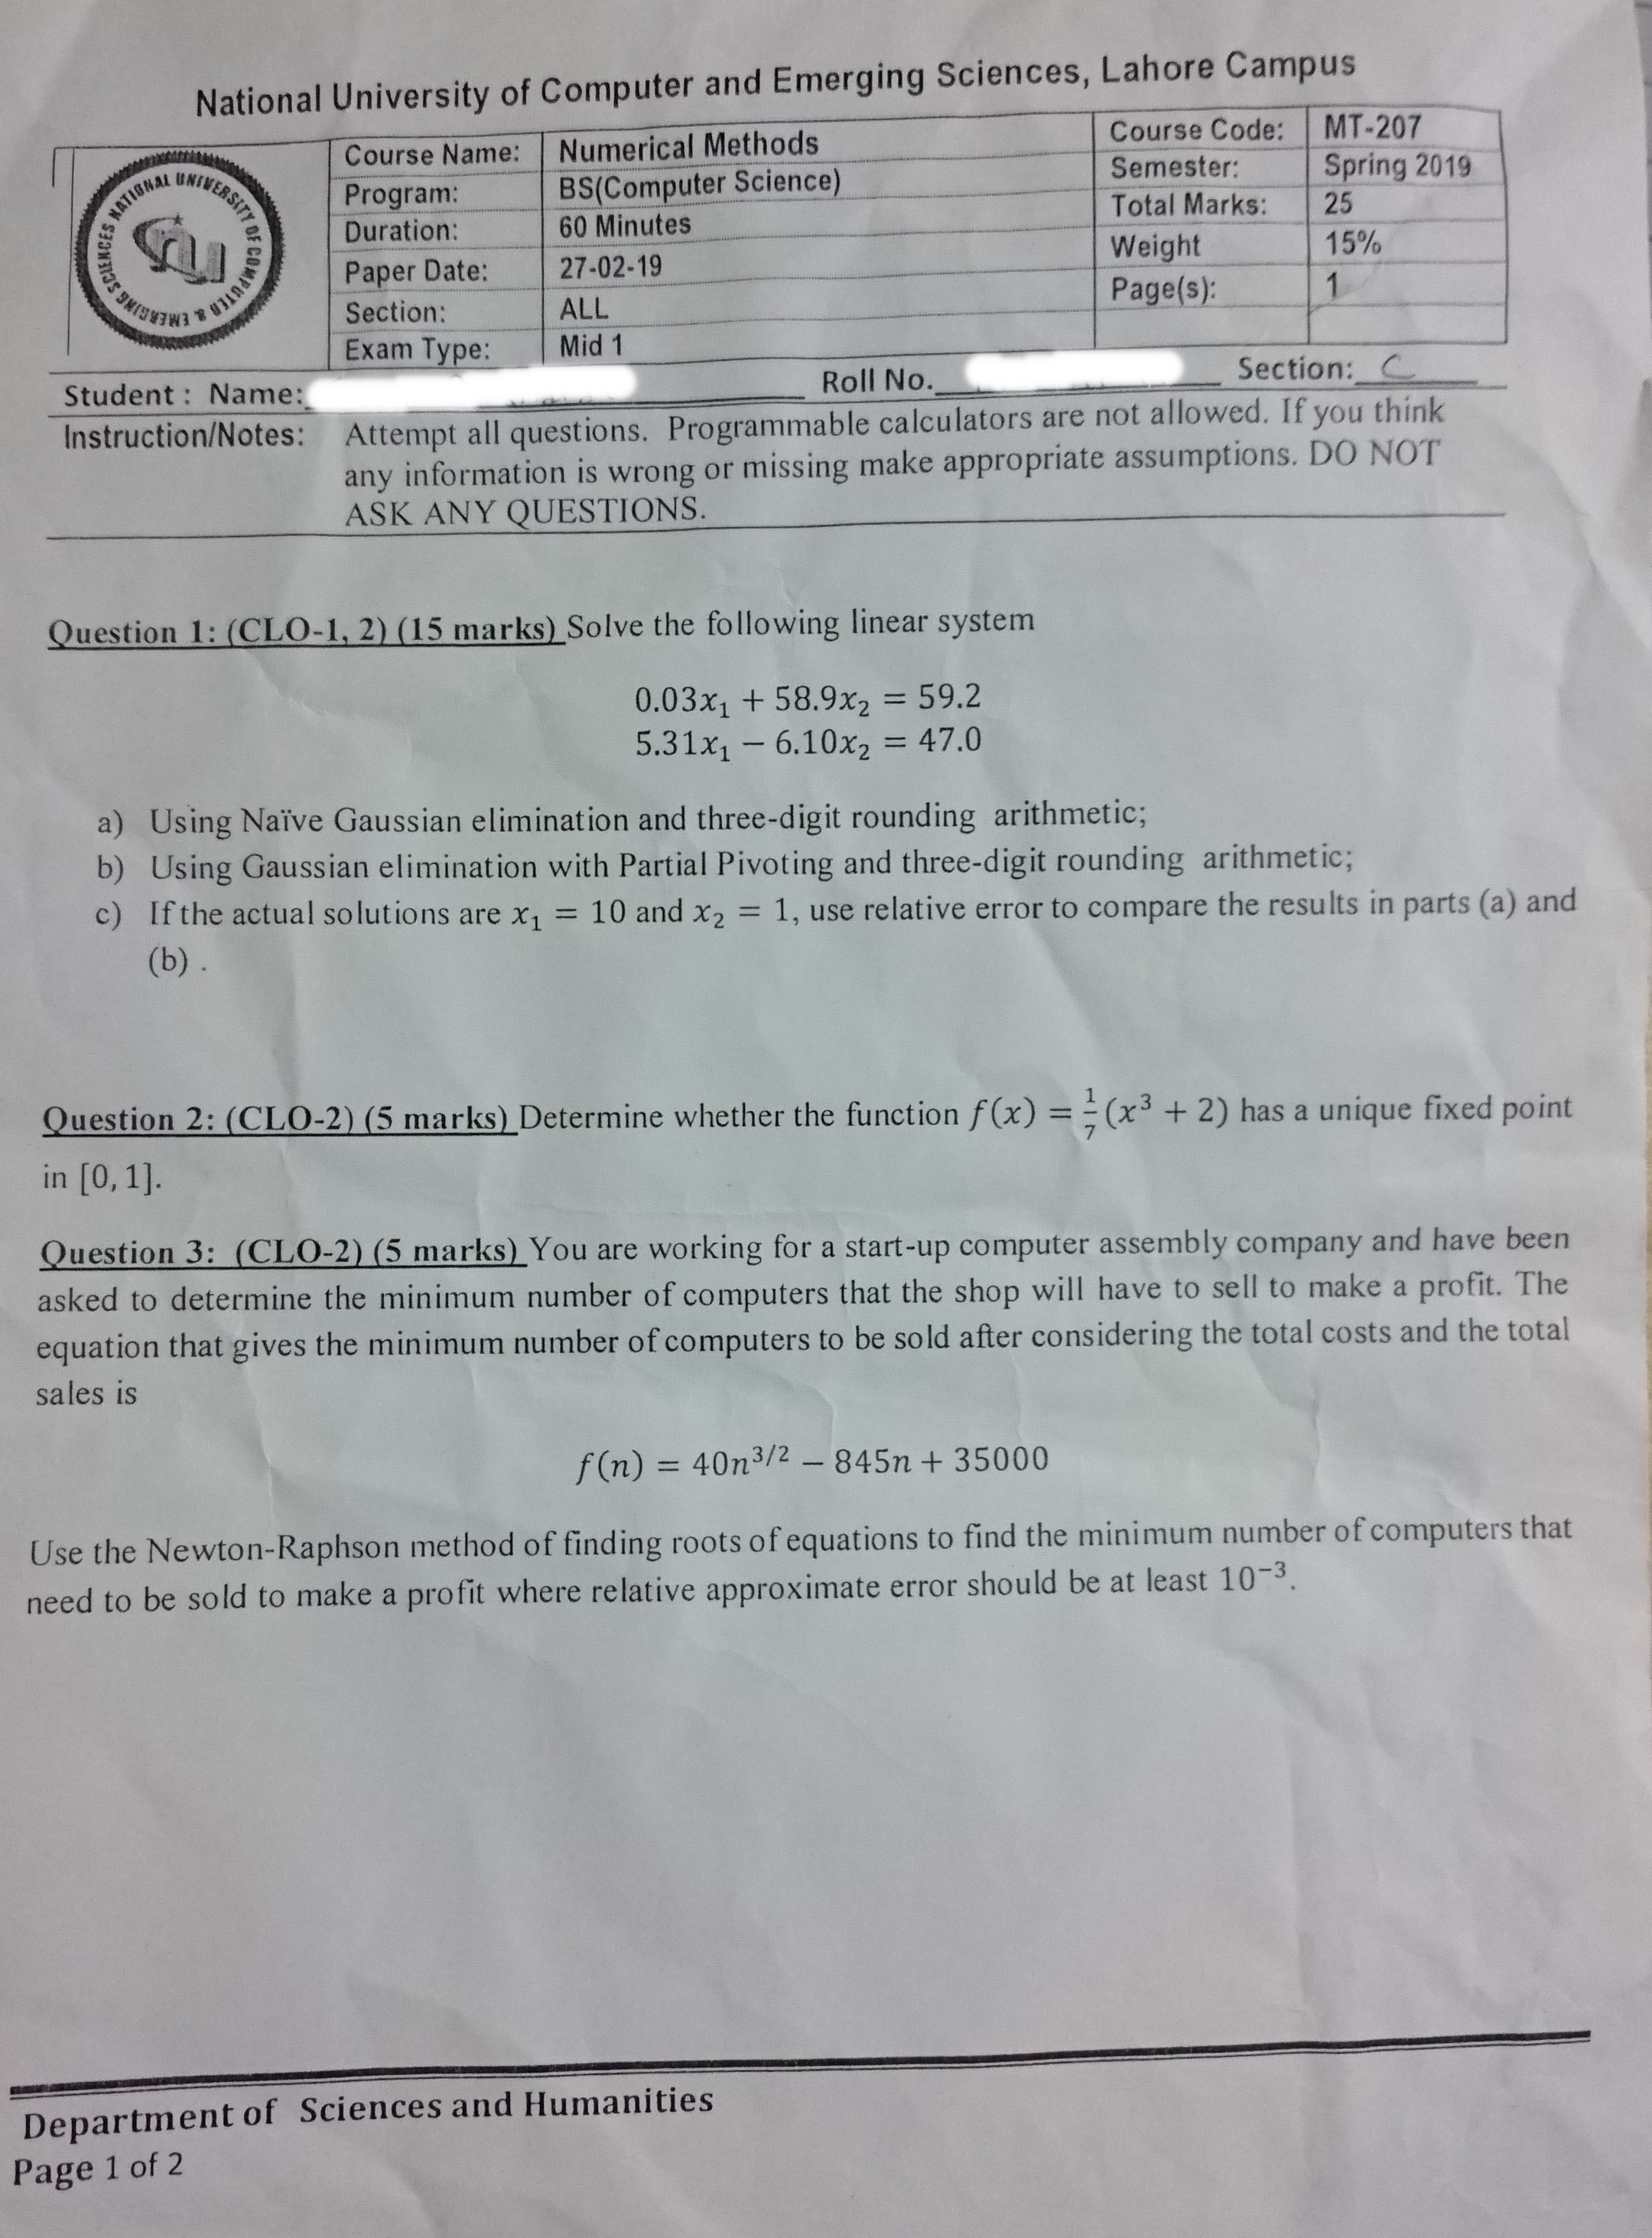 National University of Computer and Emerging Sciences, Lahore Campus
NATIONAL UNIVERSITY OF COMPUTER & EMERGING SCIENCES
Course Name: Numerical Methods Course Code: MT-207
Program: BS(Computer Science) Semester: Spring 2019
Duration: 60 Minutes Total Marks: 25
Paper Date: 27-02-19 Weight 15%
Section: ALL Page(s): 1
Exam Type: Mid 1
Student : Name: Roll No. Section: C
Instruction/Notes: Attempt all questions. Programmable calculators are not allowed. If you think
any information is wrong or missing make appropriate assumptions. DO NOT
ASK ANY QUESTIONS.
Question 1: (CLO-1, 2) (15 marks) Solve the following linear system
0.03x₁ + 58.9x₂ = 59.2
5.31x₁ − 6.10x₂ = 47.0
a) Using Naïve Gaussian elimination and three-digit rounding arithmetic;
b) Using Gaussian elimination with Partial Pivoting and three-digit rounding arithmetic;
c) If the actual solutions are x₁ = 10 and x₂ = 1, use relative error to compare the results in parts (a) and
(b) .
Question 2: (CLO-2) (5 marks) Determine whether the function f(x) = 1/7 (x³ + 2) has a unique fixed point
in [0, 1].
Question 3: (CLO-2) (5 marks) You are working for a start-up computer assembly company and have been
asked to determine the minimum number of computers that the shop will have to sell to make a profit. The
equation that gives the minimum number of computers to be sold after considering the total costs and the total
sales is
f(n) = 40n^{3/2} − 845n + 35000
Use the Newton-Raphson method of finding roots of equations to find the minimum number of computers that
need to be sold to make a profit where relative approximate error should be at least 10⁻³.
Department of Sciences and Humanities
Page 1 of 2